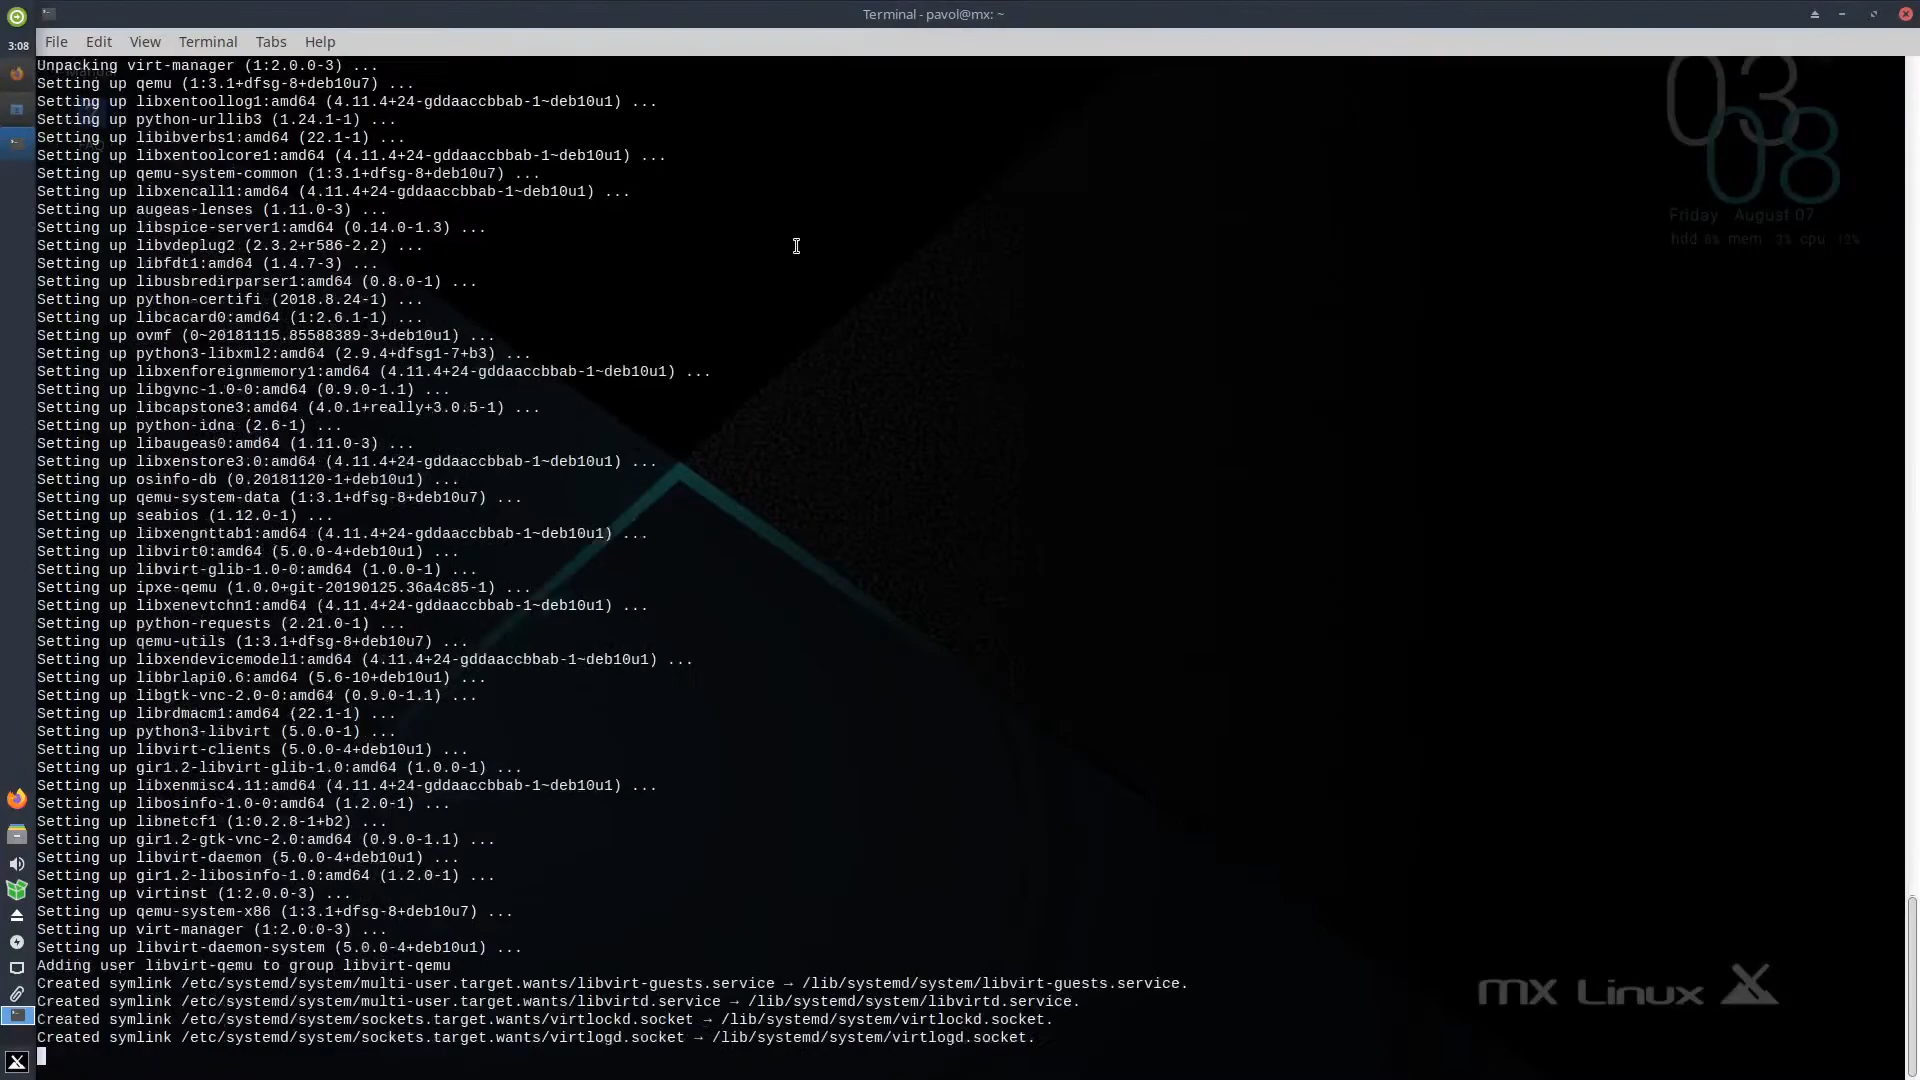 Terminal - pavol@mx: ~
3:08
File Edit View Terminal Tabs Help
Unpacking virt-manager (1:2.0.0-3) ...
Setting up qemu (1:3.1+dfsg-8+deb10u7) ...
Setting up libxentoollog1:amd64 (4.11.4+24-gddaaccbbab-1~deb10u1) ...
Setting up python-urllib3 (1.24.1-1) ...
Setting up libibverbs1:amd64 (22.1-1) ...
Setting up libxentoolcore1:amd64 (4.11.4+24-gddaaccbbab-1~deb10u1) ...
Setting up qemu-system-common (1:3.1+dfsg-8+deb10u7) ...
Setting up libxencall1:amd64 (4.11.4+24-gddaaccbbab-1~deb10u1) ...
Setting up augeas-lenses (1.11.0-3) ...
Setting up libspice-server1:amd64 (0.14.0-1.3) ...
Setting up libvdeplug2 (2.3.2+r586-2.2) ...
Setting up libfdt1:amd64 (1.4.7-3) ...
Setting up libusbredirparser1:amd64 (0.8.0-1) ...
Setting up python-certifi (2018.8.24-1) ...
Setting up libcacard0:amd64 (1:2.6.1-1) ...
Setting up ovmf (0~20181115.85588389-3+deb10u1) ...
Setting up python3-libxml2:amd64 (2.9.4+dfsg1-7+b3) ...
Setting up libxenforeignmemory1:amd64 (4.11.4+24-gddaaccbbab-1~deb10u1) ...
Setting up libgvnc-1.0-0:amd64 (0.9.0-1.1) ...
Setting up libcapstone3:amd64 (4.0.1+really+3.0.5-1) ...
Setting up python-idna (2.6-1) ...
Setting up libaugeas0:amd64 (1.11.0-3) ...
Setting up libxenstore3.0:amd64 (4.11.4+24-gddaaccbbab-1~deb10u1) ...
Setting up osinfo-db (0.20181120-1+deb10u1) ...
Setting up qemu-system-data (1:3.1+dfsg-8+deb10u7) ...
Setting up seabios (1.12.0-1) ...
Setting up libxengnttab1:amd64 (4.11.4+24-gddaaccbbab-1~deb10u1) ...
Setting up libvirt0:amd64 (5.0.0-4+deb10u1) ...
Setting up libvirt-glib-1.0-0:amd64 (1.0.0-1) ...
Setting up ipxe-qemu (1.0.0+git-20190125.36a4c85-1) ...
Setting up libxenevtchn1:amd64 (4.11.4+24-gddaaccbbab-1~deb10u1) ...
Setting up python-requests (2.21.0-1) ...
Setting up qemu-utils (1:3.1+dfsg-8+deb10u7) ...
Setting up libxendevicemodel1:amd64 (4.11.4+24-gddaaccbbab-1~deb10u1) ...
Setting up libbrlapi0.6:amd64 (5.6-10+deb10u1) ...
Setting up libgtk-vnc-2.0-0:amd64 (0.9.0-1.1) ...
Setting up librdmacm1:amd64 (22.1-1) ...
Setting up python3-libvirt (5.0.0-1) ...
Setting up libvirt-clients (5.0.0-4+deb10u1) ...
Setting up gir1.2-libvirt-glib-1.0:amd64 (1.0.0-1) ...
Setting up libxenmisc4.11:amd64 (4.11.4+24-gddaaccbbab-1~deb10u1) ...
Setting up libosinfo-1.0-0:amd64 (1.2.0-1) ...
Setting up libnetcf1 (1:0.2.8-1+b2) ...
Setting up gir1.2-gtk-vnc-2.0:amd64 (0.9.0-1.1) ...
Setting up libvirt-daemon (5.0.0-4+deb10u1) ...
Setting up gir1.2-libosinfo-1.0:amd64 (1.2.0-1) ...
Setting up virtinst (1:2.0.0-3) ...
Setting up qemu-system-x86 (1:3.1+dfsg-8+deb10u7) ...
Setting up virt-manager (1:2.0.0-3) ...
Setting up libvirt-daemon-system (5.0.0-4+deb10u1) ...
Adding user libvirt-qemu to group libvirt-qemu
Created symlink /etc/systemd/system/multi-user.target.wants/libvirt-guests.service → /lib/systemd/system/libvirt-guests.service.
Created symlink /etc/systemd/system/multi-user.target.wants/libvirtd.service → /lib/systemd/system/libvirtd.service.
Created symlink /etc/systemd/system/sockets.target.wants/virtlockd.socket → /lib/systemd/system/virtlockd.socket.
Created symlink /etc/systemd/system/sockets.target.wants/virtlogd.socket → /lib/systemd/system/virtlogd.socket.
03
08
Friday August 07
hdd 6% mem 3% cpu
MX Linux